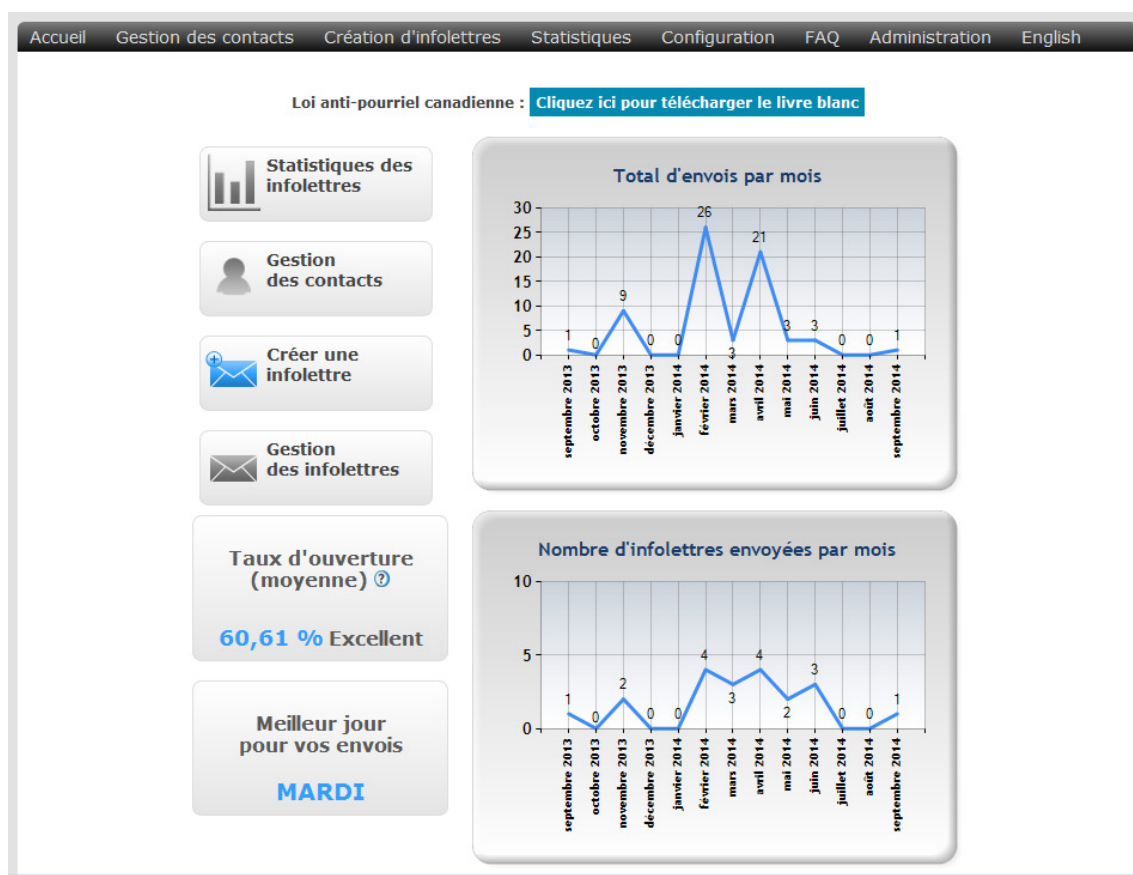 Accueil Gestion des contacts Création d'infolettres Statistiques Configuration FAQ Administration English
Loi anti-pourriel canadienne : Cliquez ici pour télécharger le livre blanc
Statistiques des
infolettres
Gestion
des contacts
Créer une
infolettre
Gestion
des infolettres
Taux d'ouverture
(moyenne) ?
60,61 % Excellent
Meilleur jour
pour vos envois
MARDI
Total d'envois par mois
30
25
20
15
10
5
0
1 0 9 0 0 26 3 21 3 3 0 0 1
septembre 2013
octobre 2013
novembre 2013
décembre 2013
janvier 2014
février 2014
mars 2014
avril 2014
mai 2014
juin 2014
juillet 2014
août 2014
septembre 2014
Nombre d'infolettres envoyées par mois
10
5
0
1 0 2 0 0 4 3 4 2 3 0 0 1
septembre 2013
octobre 2013
novembre 2013
décembre 2013
janvier 2014
février 2014
mars 2014
avril 2014
mai 2014
juin 2014
juillet 2014
août 2014
septembre 2014